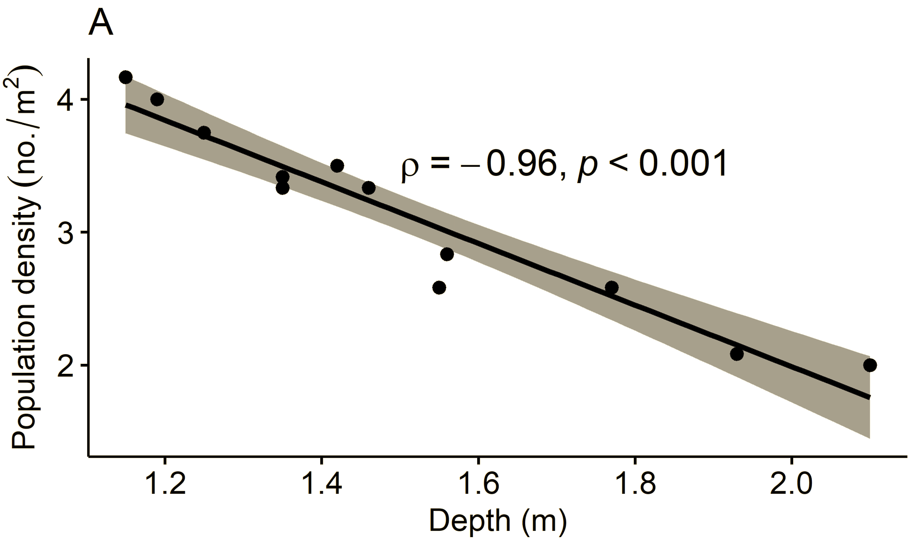 A
Population density (no./m²)
4
3
2
ρ = −0.96, p < 0.001
1.2 1.4 1.6 1.8 2.0
Depth (m)